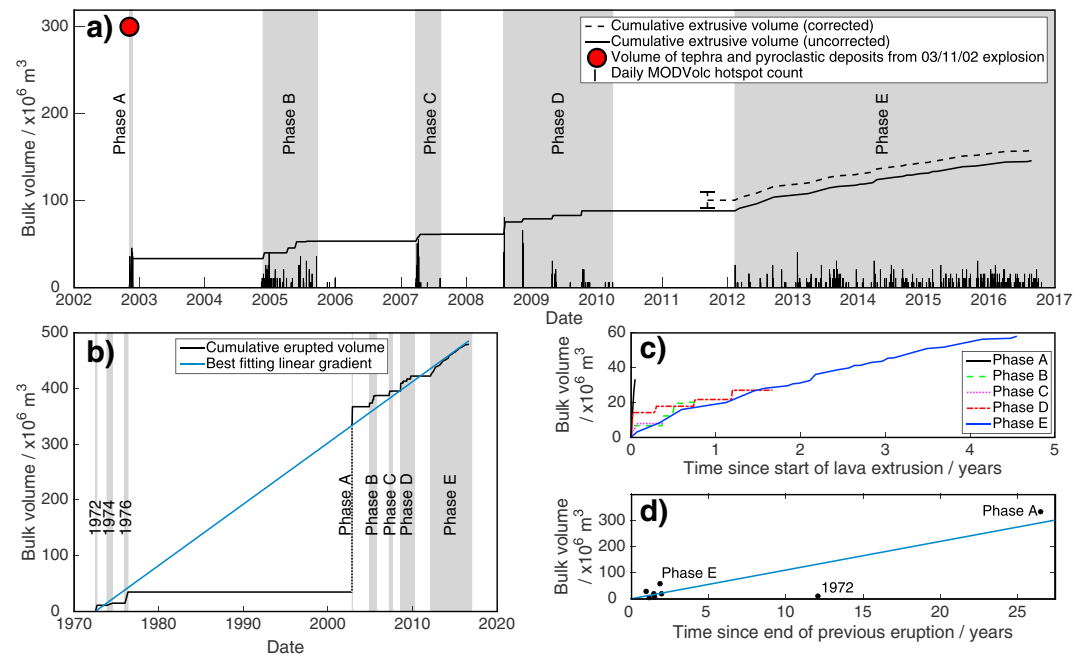 a)
300
200
100
0
Bulk volume / x10⁶ m³
Phase A
Phase B
Phase C
Phase D
Phase E
Cumulative extrusive volume (corrected)
Cumulative extrusive volume (uncorrected)
Volume of tephra and pyroclastic deposits from 03/11/02 explosion
Daily MODVolc hotspot count
2002 2003 2004 2005 2006 2007 2008 2009 2010 2011 2012 2013 2014 2015 2016 2017
Date
b)
500
400
300
200
100
0
Bulk volume / x10⁶ m³
Cumulative erupted volume
Best fitting linear gradient
1972
1974
1976
Phase A
Phase B
Phase C
Phase D
Phase E
1970 1980 1990 2000 2010 2020
Date
c)
60
40
20
0
Bulk volume
/ x10⁶ m³
Phase A
Phase B
Phase C
Phase D
Phase E
0 1 2 3 4 5
Time since start of lava extrusion / years
d)
300
200
100
0
Bulk volume
/ x10⁶ m³
Phase A
Phase E
1972
0 5 10 15 20 25
Time since end of previous eruption / years